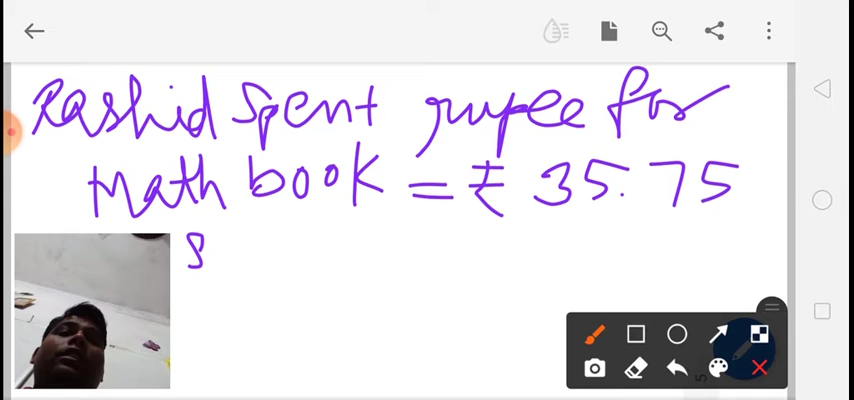 Rashid Spent rupee for
Math book = ₹ 35.75
S